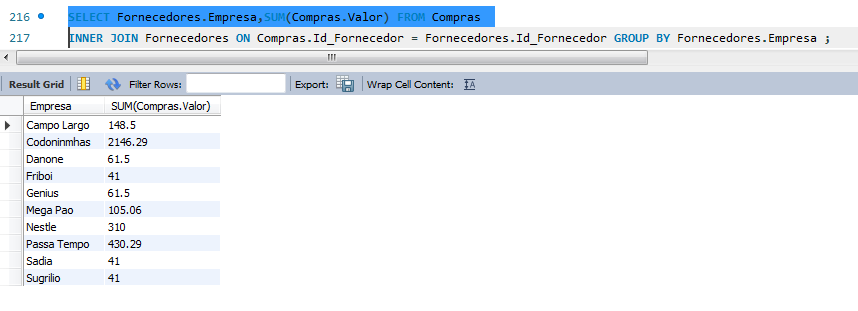 216 SELECT Fornecedores.Empresa,SUM(Compras.Valor) FROM Compras
217 INNER JOIN Fornecedores ON Compras.Id_Fornecedor = Fornecedores.Id_Fornecedor GROUP BY Fornecedores.Empresa ;
Result Grid Filter Rows: Export: Wrap Cell Content:
Empresa SUM(Compras.Valor)
Campo Largo 148.5
Codoninmhas 2146.29
Danone 61.5
Friboi 41
Genius 61.5
Mega Pao 105.06
Nestle 310
Passa Tempo 430.29
Sadia 41
Sugrilio 41